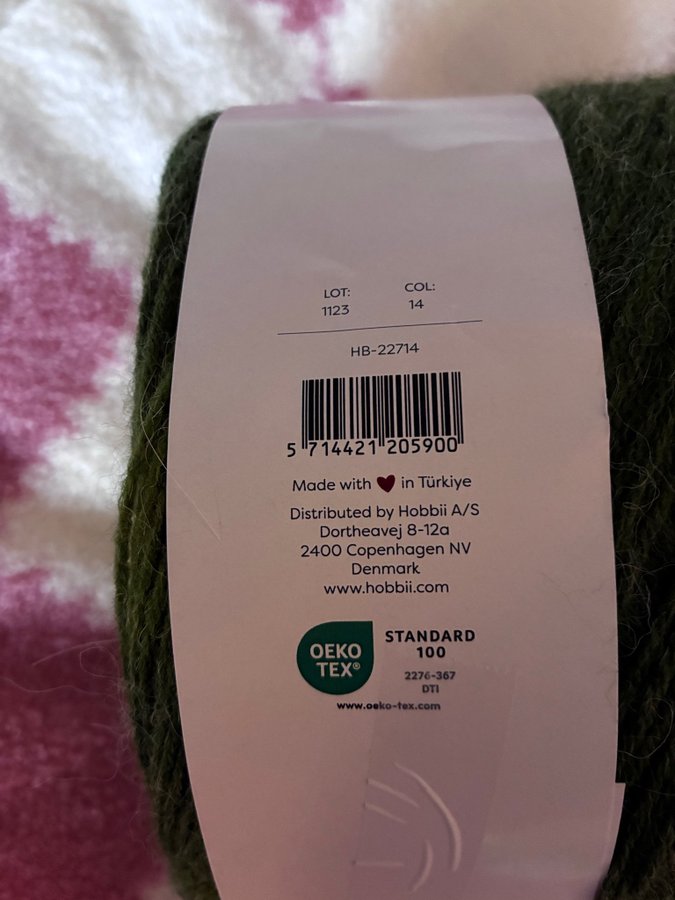 LOT: COL:
1123 14
HB-22714
5 714421 205900
Made with ❤ in Türkiye
Distributed by Hobbii A/S
Dortheavej 8-12a
2400 Copenhagen NV
Denmark
www.hobbii.com
OEKO
TEX®
STANDARD
100
2276-367
DTI
www.oeko-tex.com